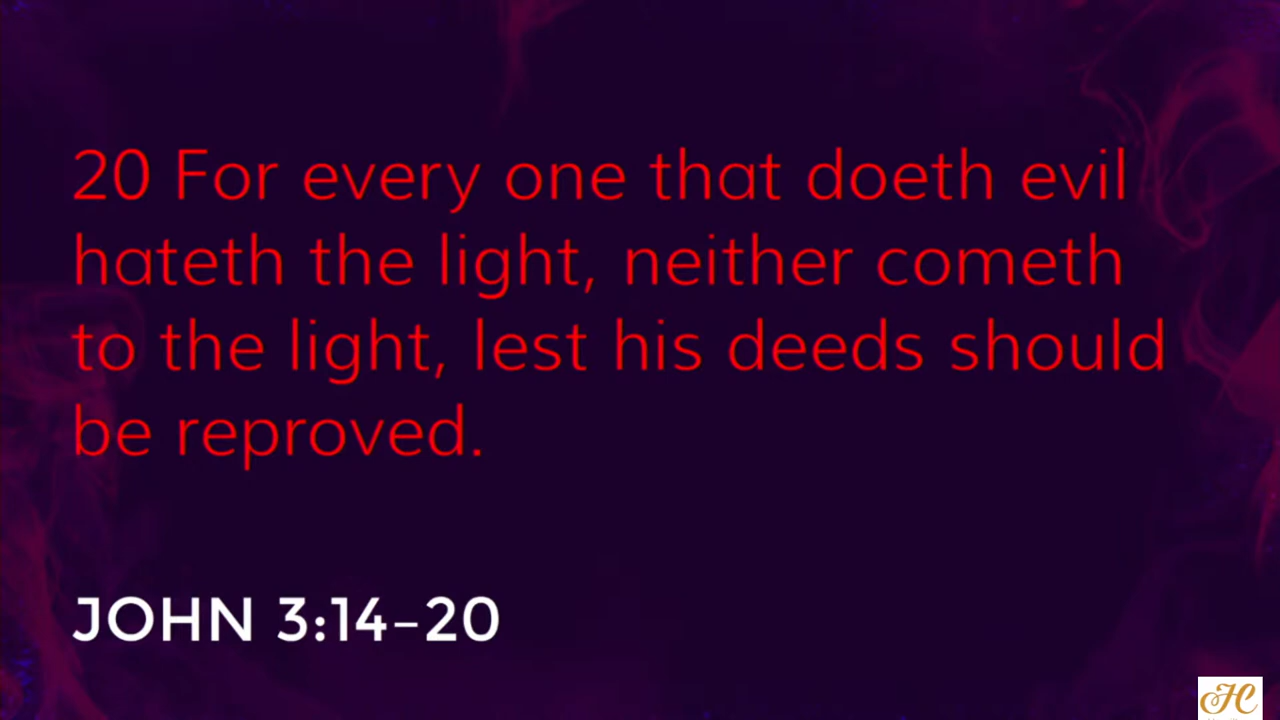 20 For every one that doeth evil
hateth the light, neither cometh
to the light, lest his deeds should
be reproved.
JOHN 3:14-20
HC